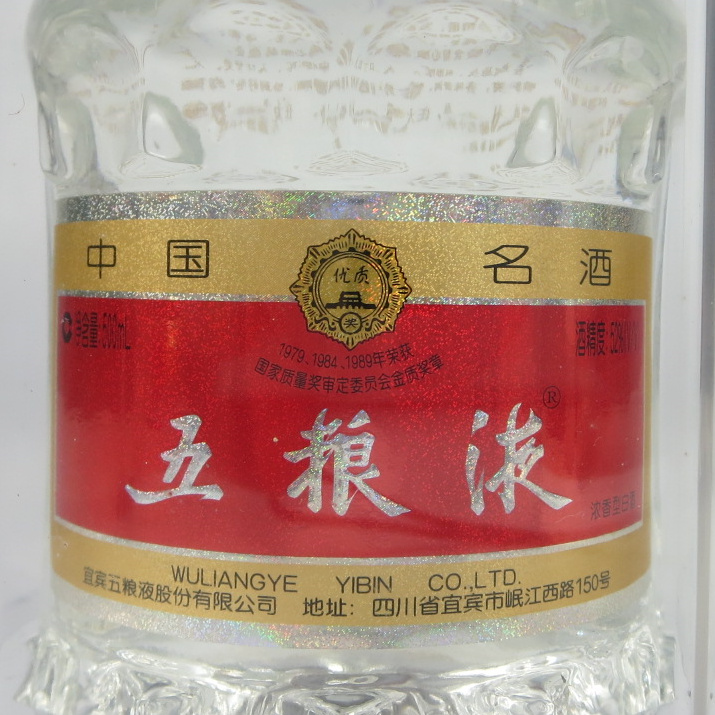 中国 名酒
优质
奖
净含量:500mL
酒精度:52%
1979、1984、1989年荣获
国家质量奖审定委员会金质奖章
五粮液®
浓香型白酒
WULIANGYE YIBIN CO.,LTD.
宜宾五粮液股份有限公司 地址: 四川省宜宾市岷江西路150号